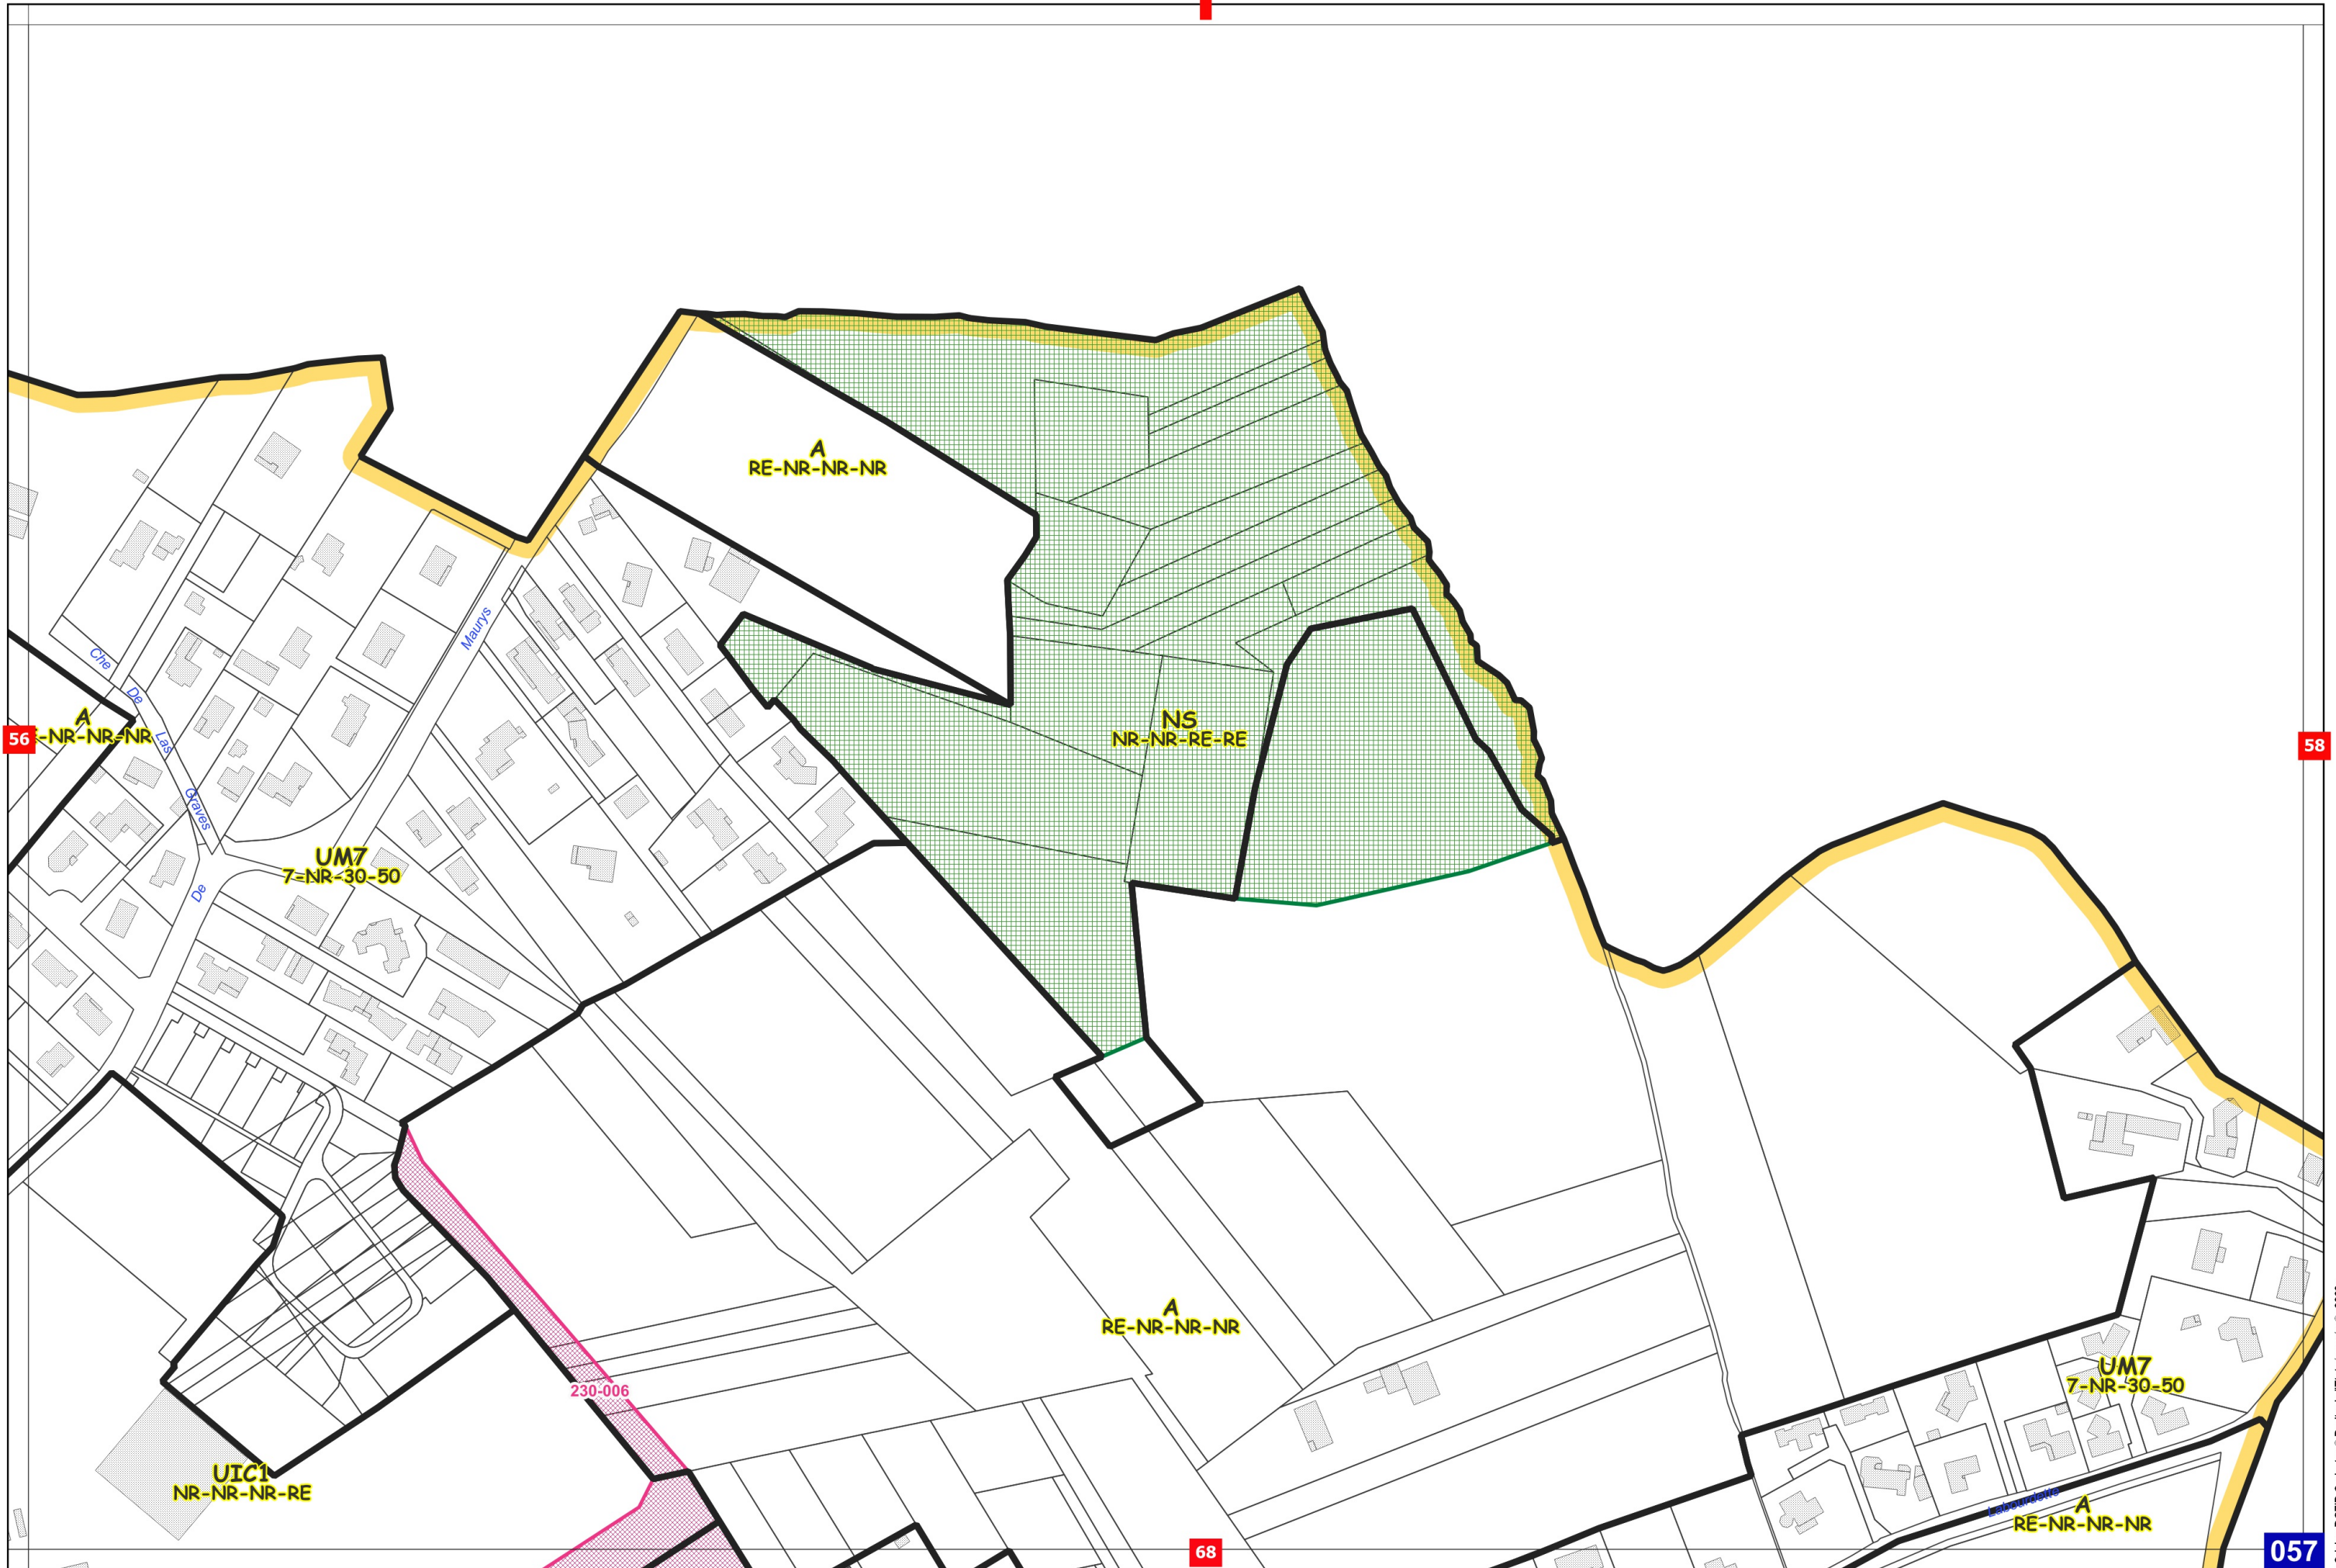 A
RE-NR-NR-NR
Maurys
Che
De
Las
Graves
De
A
-NR-NR-NR
56
NS
NR-NR-RE-RE
58
UM7
7-NR-30-50
A
RE-NR-NR-NR
230-006
UM7
7-NR-30-50
UIC1
NR-NR-NR-RE
Labourdette
A
RE-NR-NR-NR
68
057